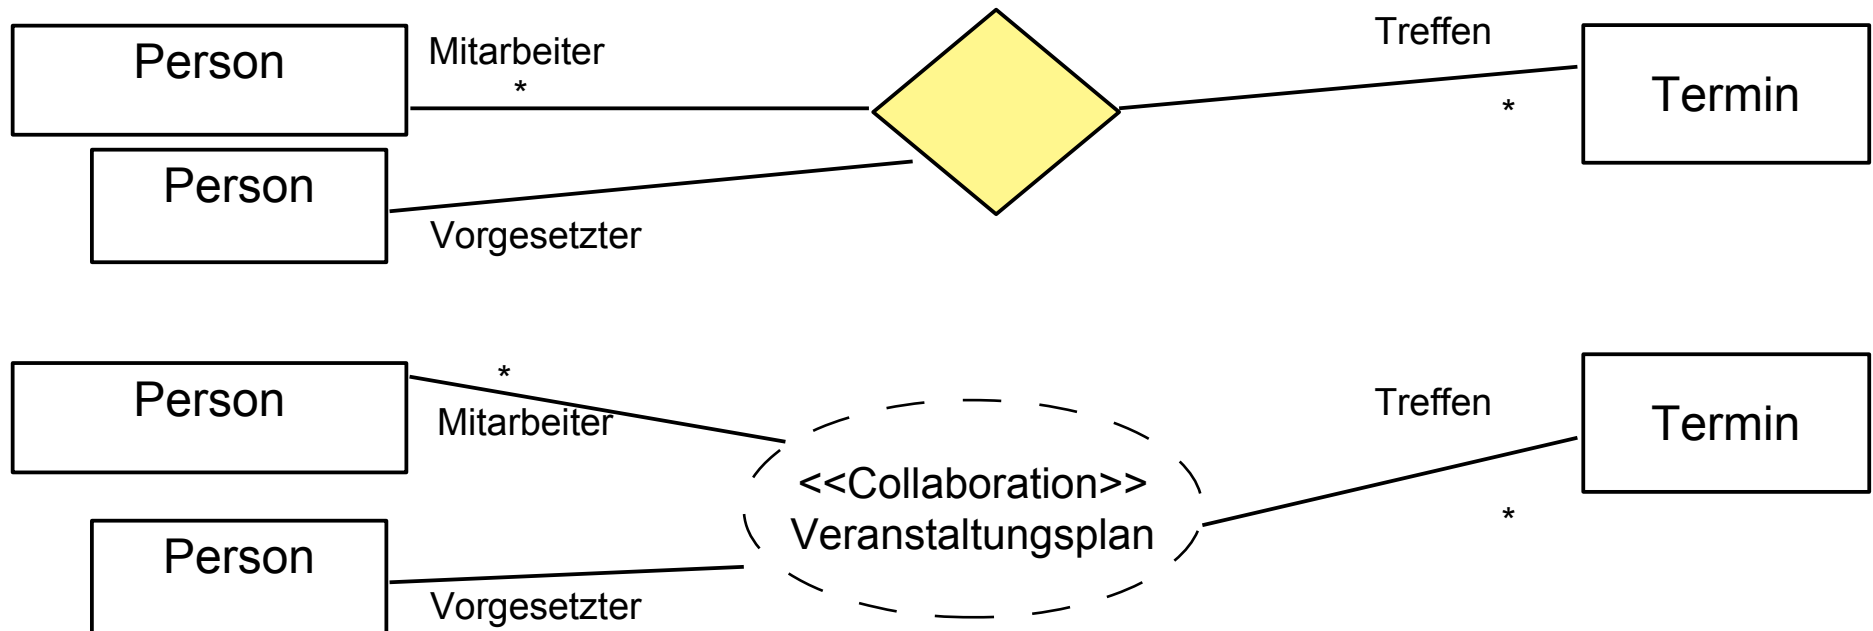 Person
Mitarbeiter
*
Treffen
*
Termin
Person
Vorgesetzter
Person
*
Mitarbeiter
Treffen
*
Termin
<<Collaboration>>
Veranstaltungsplan
Person
Vorgesetzter